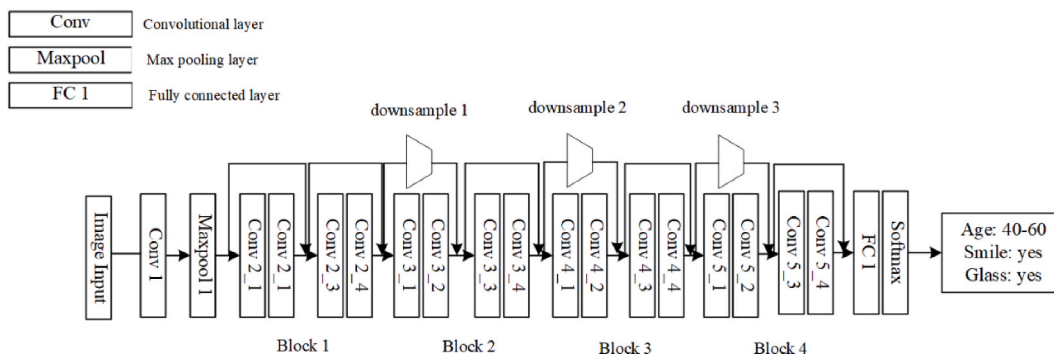 Conv Convolutional layer
Maxpool Max pooling layer
FC 1 Fully connected layer
downsample 1
downsample 2
downsample 3
Image Input
Conv 1
Maxpool 1
Conv 2_1
Conv 2_1
Conv 2_3
Conv 2_4
Conv 3_1
Conv 3_2
Conv 3_3
Conv 3_4
Conv 4_1
Conv 4_2
Conv 4_3
Conv 4_4
Conv 5_1
Conv 5_2
Conv 5_3
Conv 5_4
FC 1
Softmax
Age: 40-60
Smile: yes
Glass: yes
Block 1
Block 2
Block 3
Block 4